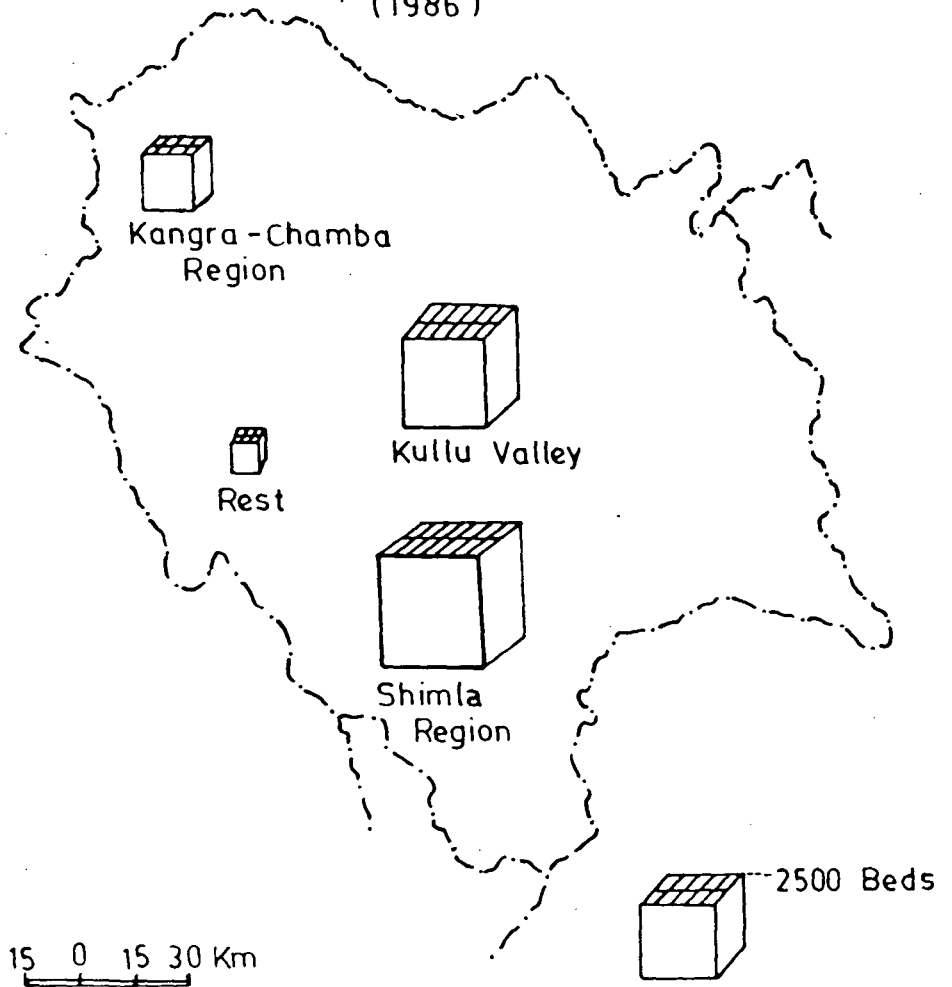 (1986)
Kangra-Chamba
Region
Kullu Valley
Rest
Shimla
Region
2500 Beds
15 0 15 30 Km